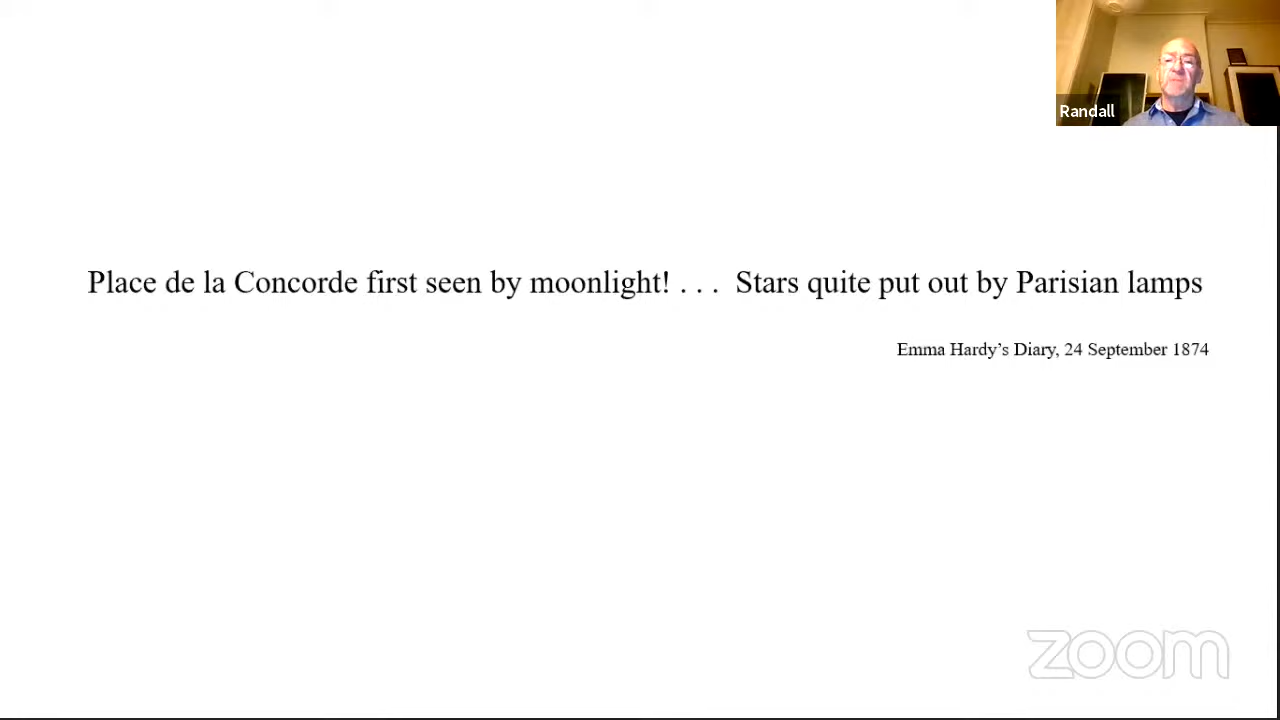 Randall
Place de la Concorde first seen by moonlight! . . . Stars quite put out by Parisian lamps
Emma Hardy’s Diary, 24 September 1874
zoom